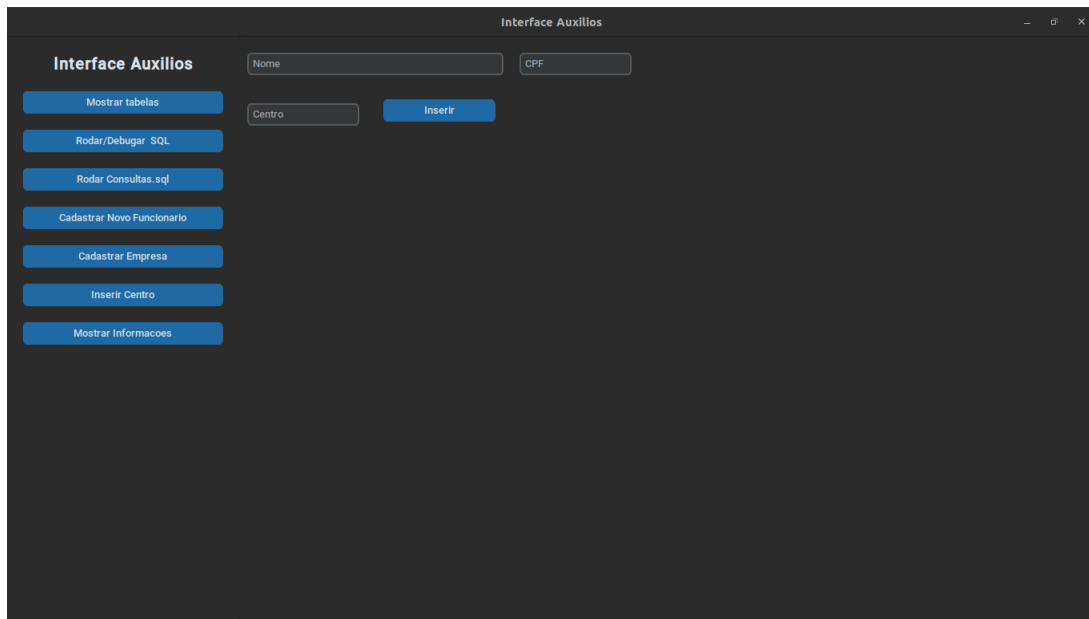 Interface Auxilios
Interface Auxilios
Mostrar tabelas
Rodar/Debugar  SQL
Rodar Consultas.sql
Cadastrar Novo Funcionario
Cadastrar Empresa
Inserir Centro
Mostrar Informacoes
Nome
CPF
Centro
Inserir